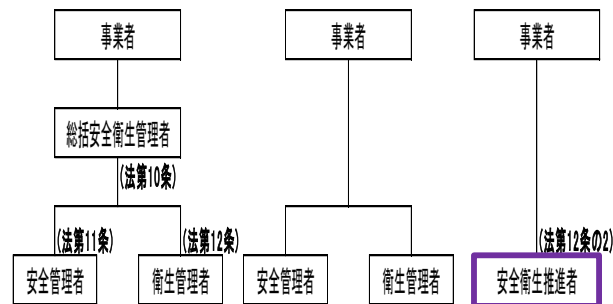 事業者
事業者
事業者
総括安全衛生管理者
(法第10条)
(法第11条)
(法第12条)
(法第12条の2)
安全管理者
衛生管理者
安全管理者
衛生管理者
安全衛生推進者